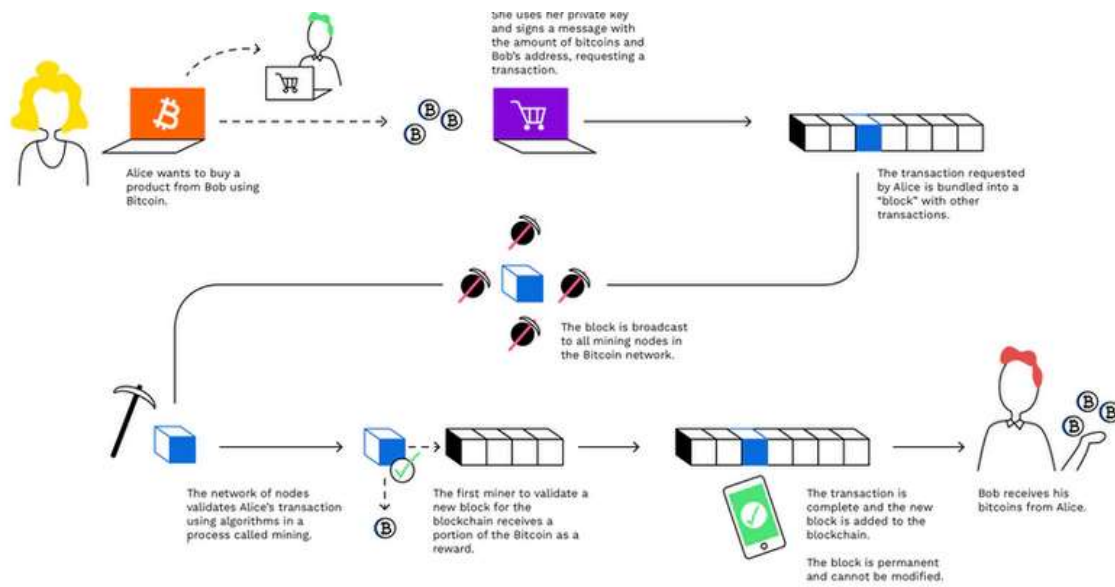 She uses her private key
and signs a message with
the amount of bitcoins and
Bob's address, requesting a
transaction.
Alice wants to buy a
product from Bob using
Bitcoin.
The transaction requested
by Alice is bundled into a
"block" with other
transactions.
The block is broadcast
to all mining nodes in
the Bitcoin network.
The network of nodes
validates Alice's transaction
using algorithms in a
process called mining.
The first miner to validate a
new block for the
blockchain receives a
portion of the Bitcoin as a
reward.
The transaction is
complete and the new
block is added to the
blockchain.
The block is permanent
and cannot be modified.
Bob receives his
bitcoins from Alice.